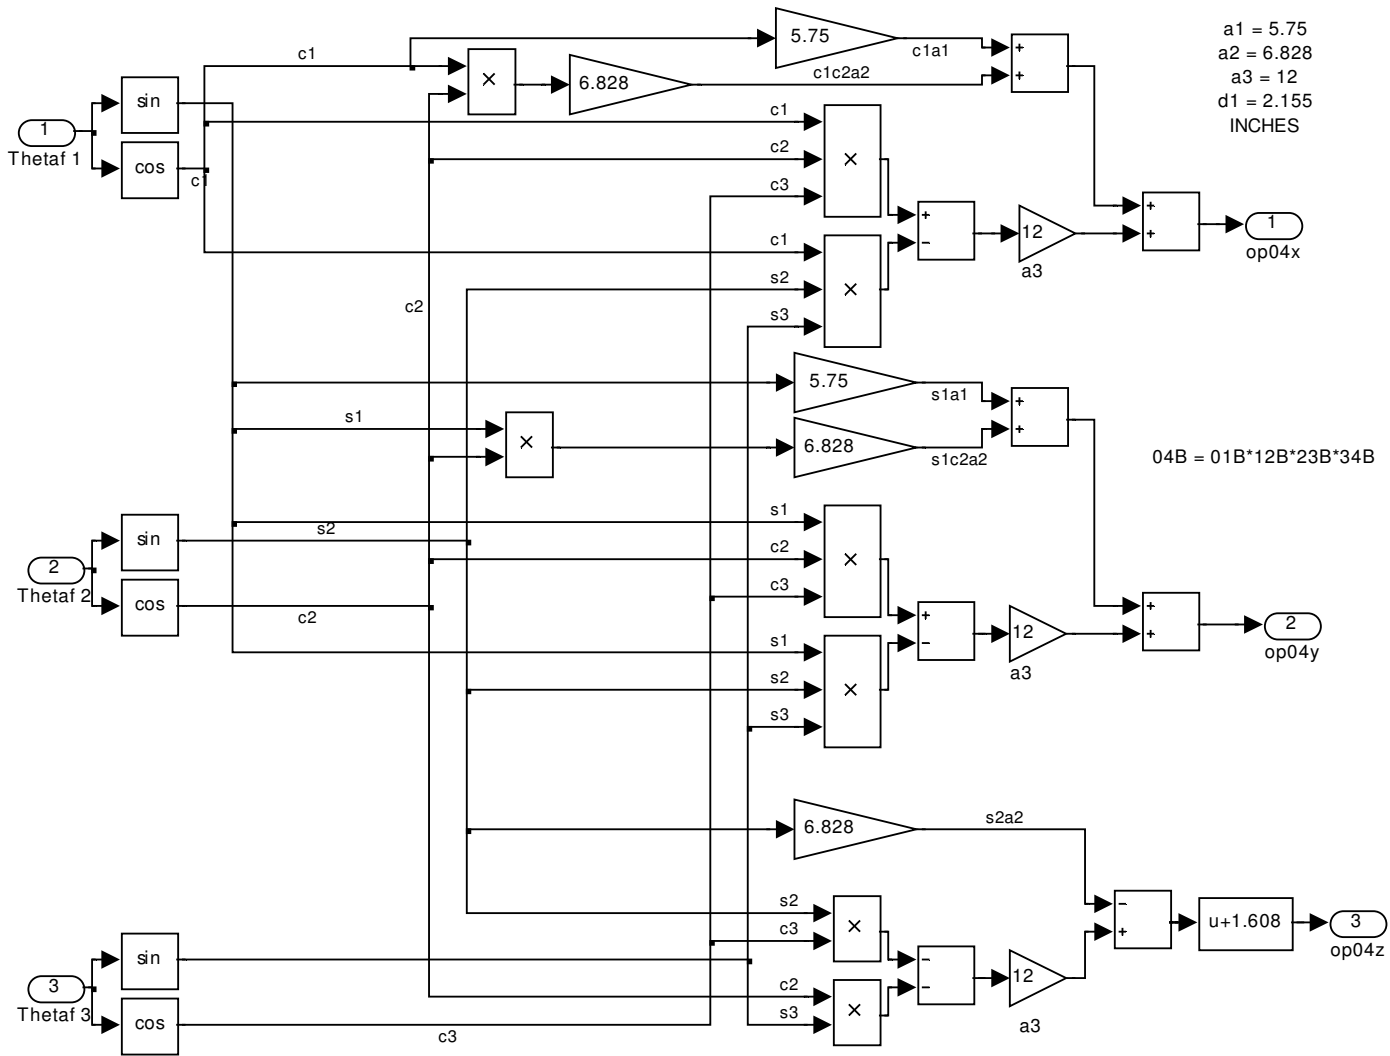 5.75
c1a1
+
a1 = 5.75
a2 = 6.828
a3 = 12
d1 = 2.155
INCHES
c1
×
6.828
c1c2a2
+
sin
1
Thetaf 1
cos
c1
c1
c2
×
c3
+
−
12
a3
+
+
1
op04x
c1
s2
×
s3
c2
5.75
s1a1
+
s1
×
6.828
s1c2a2
+
04B = 01B*12B*23B*34B
s1
c2
×
c3
sin
s2
2
Thetaf 2
cos
c2
+
−
12
a3
+
+
2
op04y
s1
s2
×
s3
6.828
s2a2
s2
×
c3
−
+
u+1.608
3
op04z
sin
3
Thetaf 3
cos
c3
−
−
12
a3
c2
×
s3